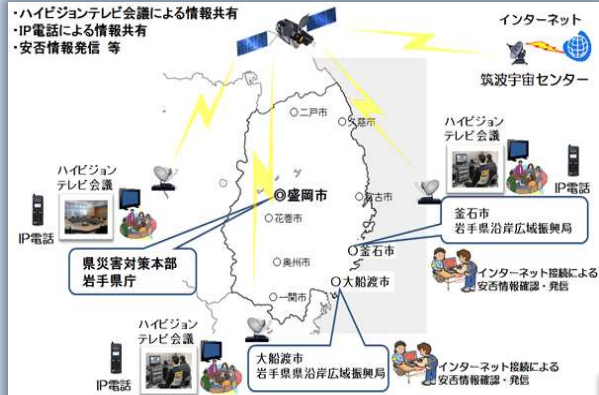 ・ハイビジョンテレビ会議による情報共有
・IP電話による情報共有
・安否情報発信 等
インターネット
筑波宇宙センター
二戸市
久慈市
ハイビジョン
テレビ会議
ハイビジョン
テレビ会議
IP電話
IP電話
盛岡市
宮古市
花巻市
釜石市
岩手県沿岸広域振興局
県災害対策本部
岩手県庁
釜石市
奥州市
大船渡市
インターネット接続による
安否情報確認・発信
一関市
ハイビジョン
テレビ会議
IP電話
大船渡市
岩手県県沿岸広域振興局
インターネット接続による
安否情報確認・発信